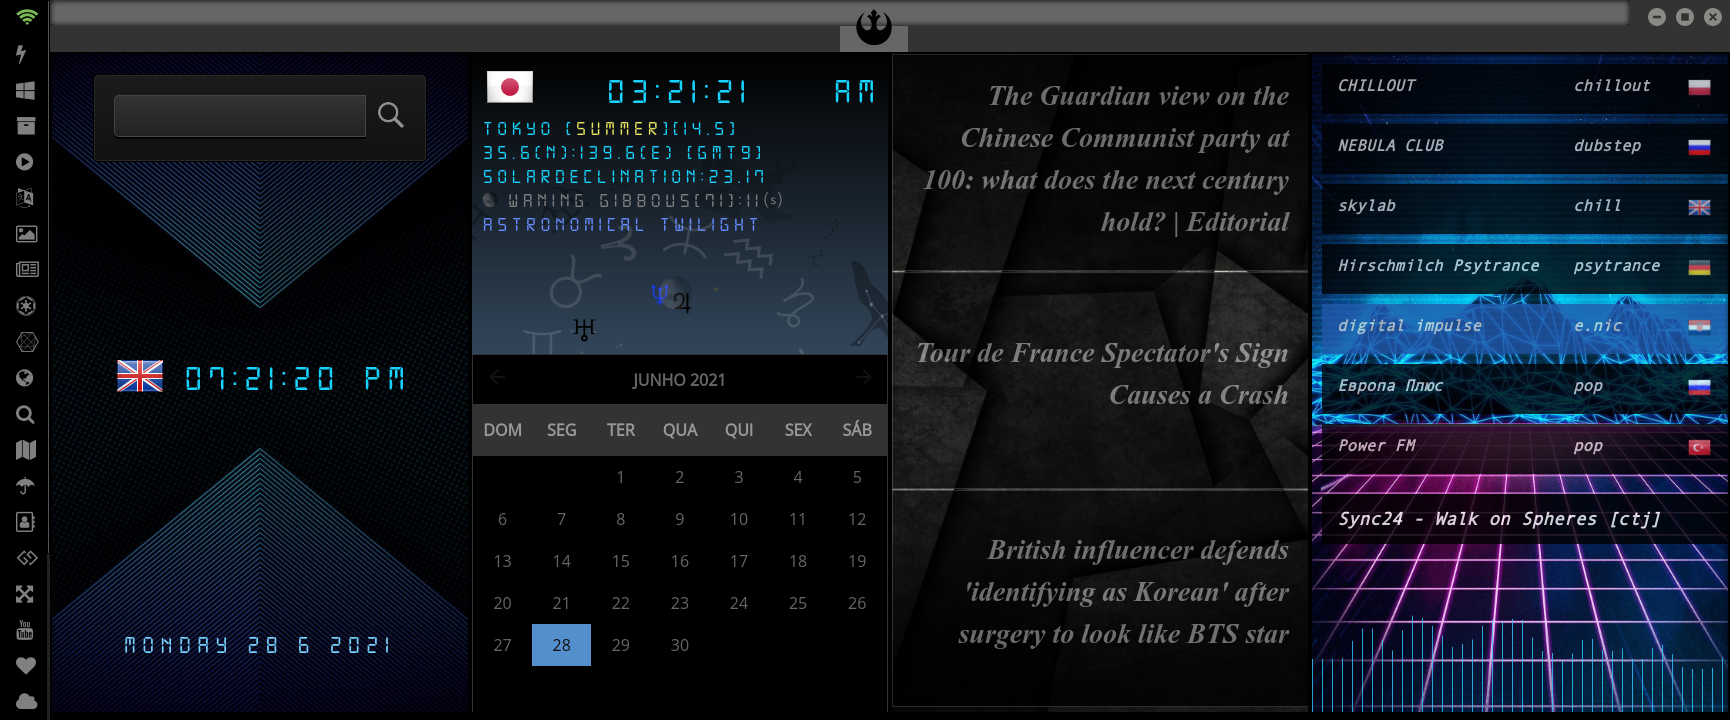 07:21:20 PM
MONDAY 28 6 2021
03:21:21 AM
TOKYO [SUMMER][14.5]
35.6(N):139.6(E) [GMT9]
SOLARDECLINATION:23.17
WANING GIBBOUS[71]:11(s)
ASTRONOMICAL TWILIGHT
JUNHO 2021
DOM SEG TER QUA QUI SEX SÁB
1 2 3 4 5
6 7 8 9 10 11 12
13 14 15 16 17 18 19
20 21 22 23 24 25 26
27 28 29 30
The Guardian view on the
Chinese Communist party at
100: what does the next century
hold? | Editorial
Tour de France Spectator's Sign
Causes a Crash
British influencer defends
'identifying as Korean' after
surgery to look like BTS star
CHILLOUT chillout
NEBULA CLUB dubstep
skylab chill
Hirschmilch Psytrance psytrance
digital impulse e.nic
Европа Плюс pop
Power FM pop
Sync24 - Walk on Spheres [ctj]
You
Tube